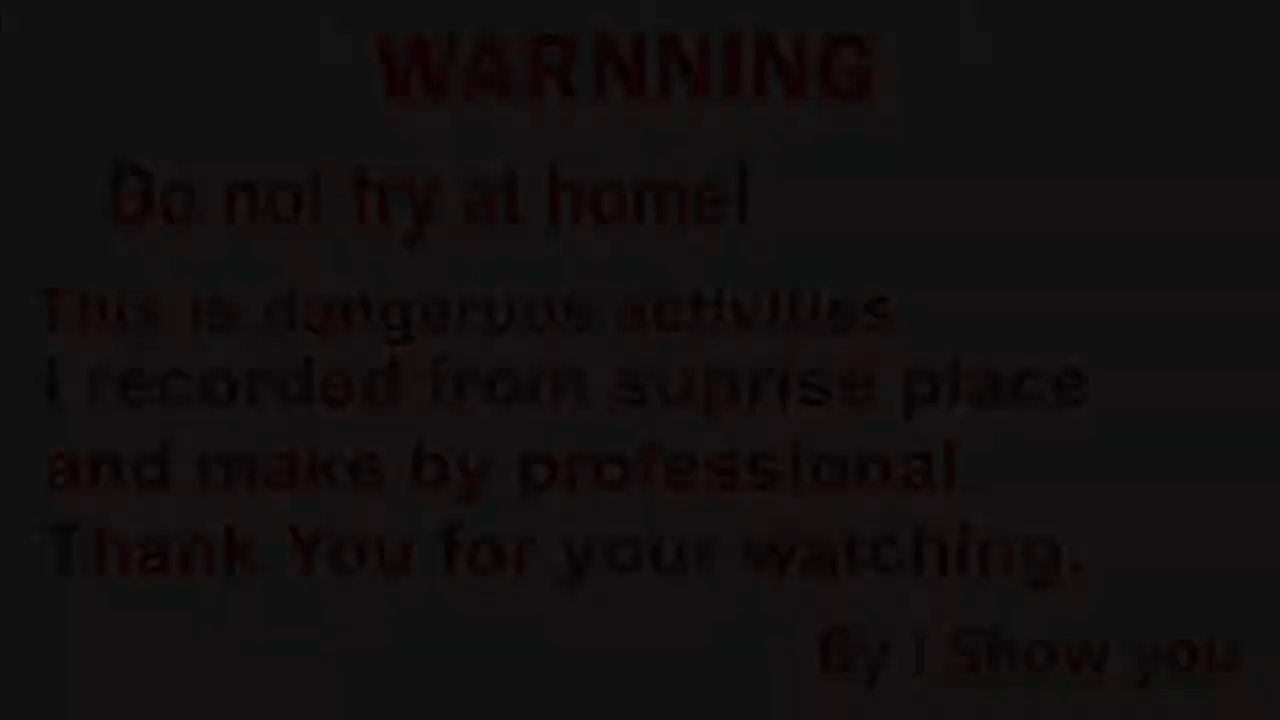 WARNNING
Do not try at home!
This is dangeruos activities
I recorded from suprise place
and make by professional
Thank You for your watching.
By I Show you